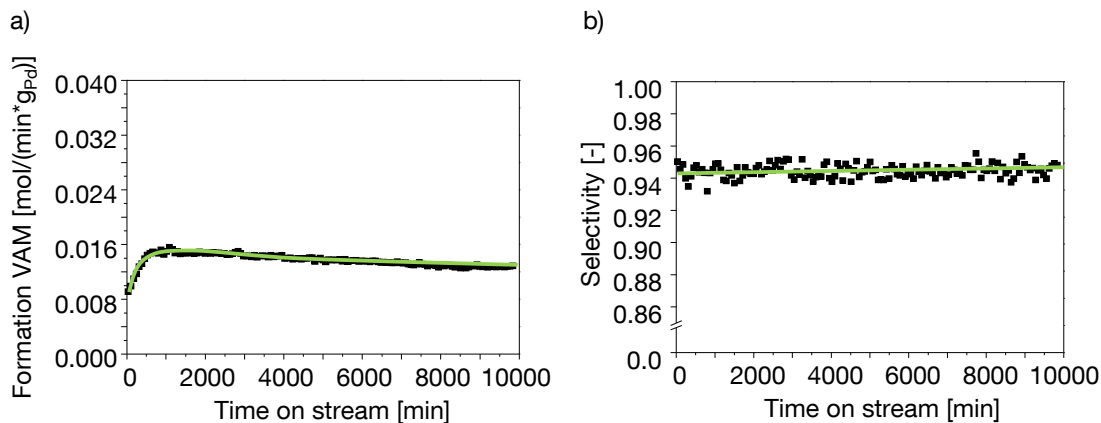 a)
Formation VAM [mol/(min*gPd)]
0.040
0.032
0.024
0.016
0.008
0.000
0 2000 4000 6000 8000 10000
Time on stream [min]
b)
Selectivity [-]
1.00
0.98
0.96
0.94
0.92
0.90
0.88
0.86
0.0
0 2000 4000 6000 8000 10000
Time on stream [min]